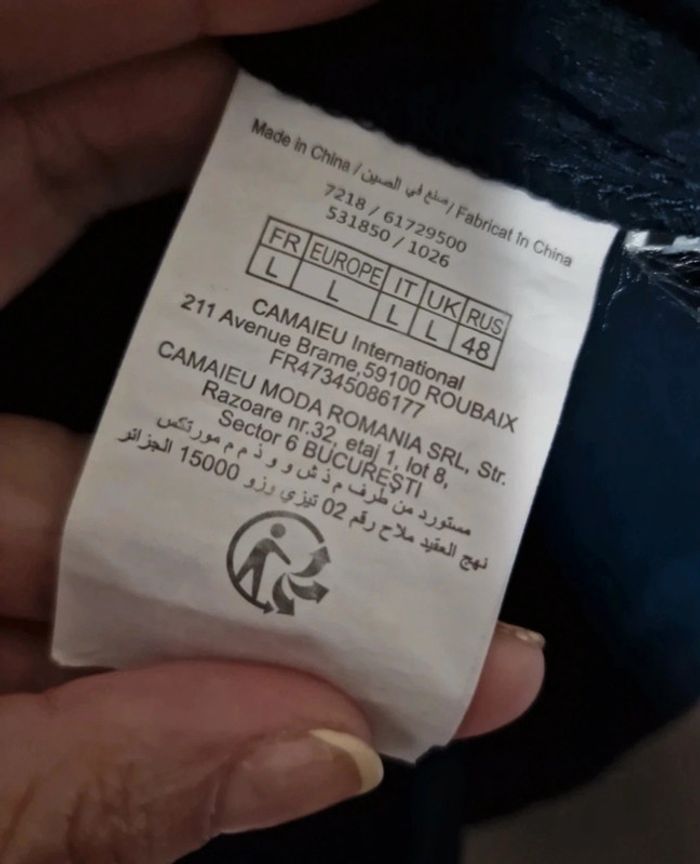 Made in China / صنع في الصين / Fabricat în China
7218 / 61729500
531850 / 1026
FR EUROPE IT UK RUS
L L L L 48
CAMAIEU International
211 Avenue Brame,59100 ROUBAIX
FR47345086177
CAMAIEU MODA ROMANIA SRL, Str.
Razoare nr.32, etaj 1, lot 8,
Sector 6 BUCUREŞTI
مستورد من طرف م ذ ش و و ذ م م مورتكس
نهج العقيد ملاح رقم 02 تيزي وزو 15000 الجزائر